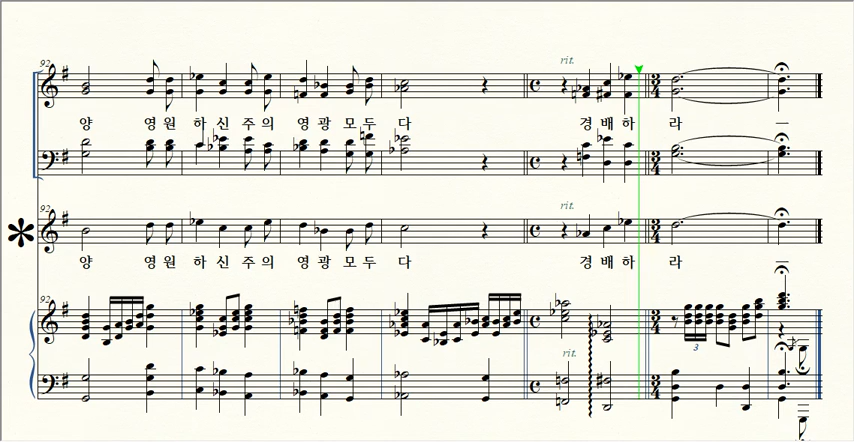 92
rit.
양 영 원 하 신 주 의 영 광 모 두 다 경 배 하 라 —
92
rit.
양 영 원 하 신 주 의 영 광 모 두 다 경 배 하 라 —
92
3
rit.